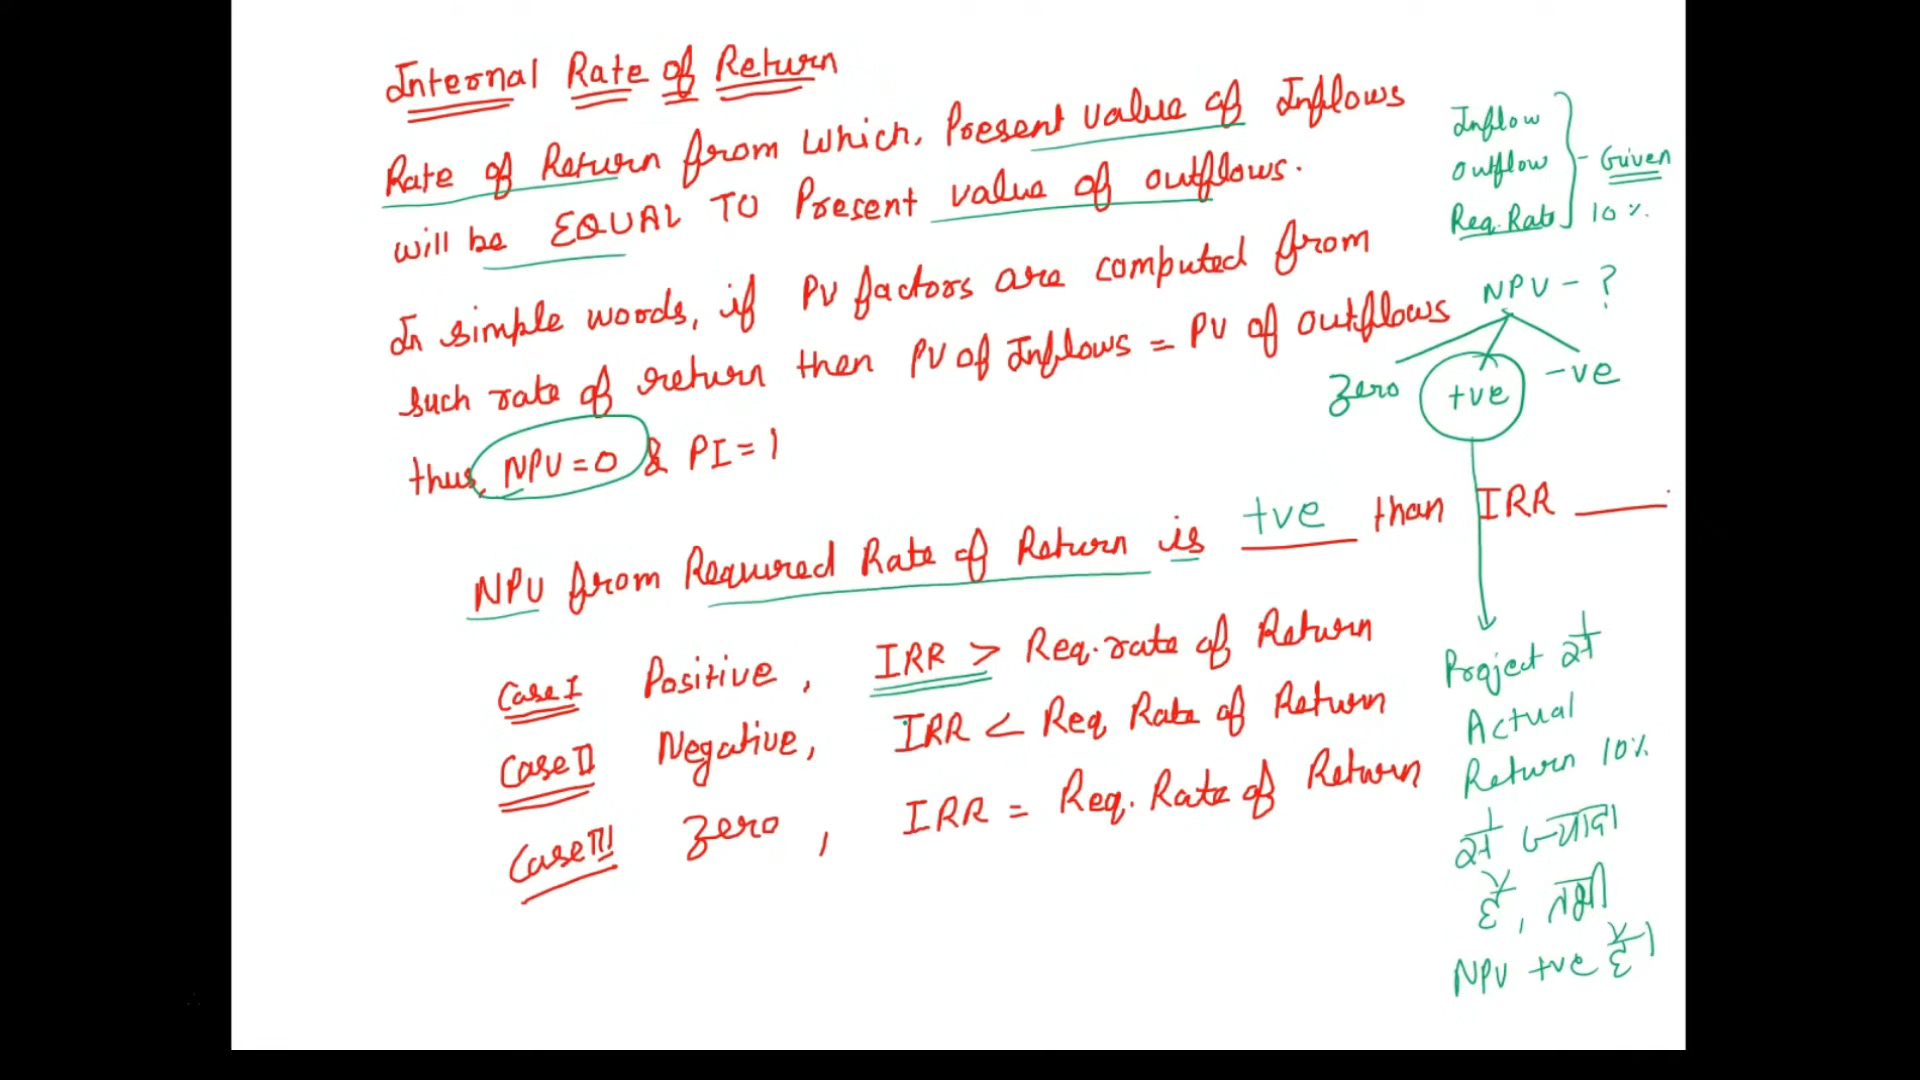 Internal Rate of Return
Rate of Return from which, Present value of Inflows
will be EQUAL TO Present value of outflows.
In simple words, if PV factors are computed from
such rate of return then PV of Inflows = PV of outflows
thus, NPV = 0 & PI = 1
NPV from Required Rate of Return is +ve than IRR ____
Case I Positive, IRR > Req. rate of Return
Case II Negative, IRR < Req. Rate of Return
Case III Zero, IRR = Req. Rate of Return
Inflow
Outflow - Given
Req. Rate 10%.
NPV - ?
Zero +ve -ve
Project से
Actual
Return 10%
से ज्यादा
है, तभी
NPV +ve है।